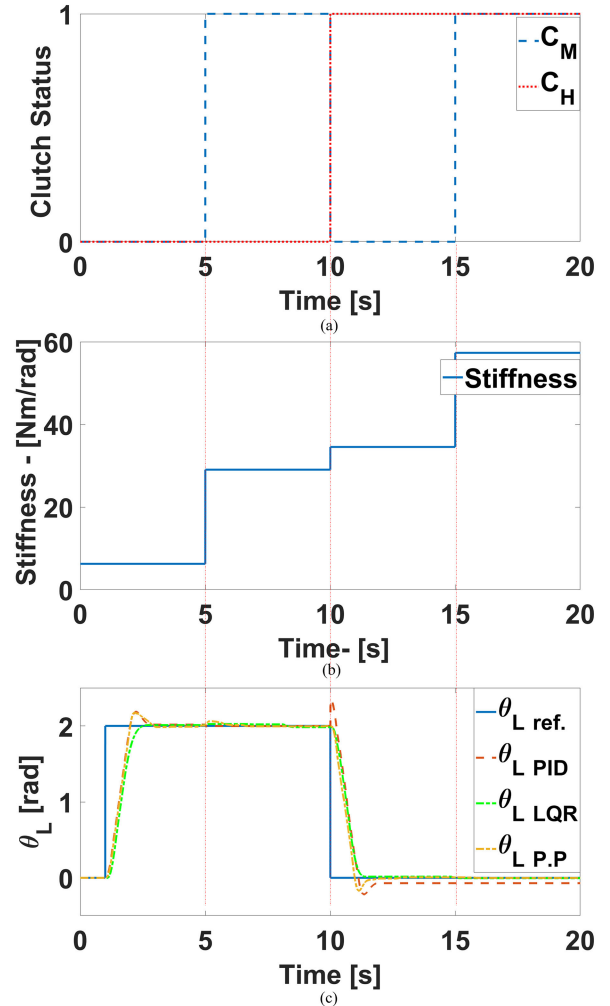 1
C_M
C_H
Clutch Status
0
0 5 10 15 20
Time [s]
(a)
60
Stiffness
40
Stiffness - [Nm/rad]
20
0
0 5 10 15 20
Time- [s]
(b)
θ_L ref.
2
θ_L PID
θ_L [rad]
1
θ_L LQR
θ_L P.P
0
0 5 10 15 20
Time [s]
(c)